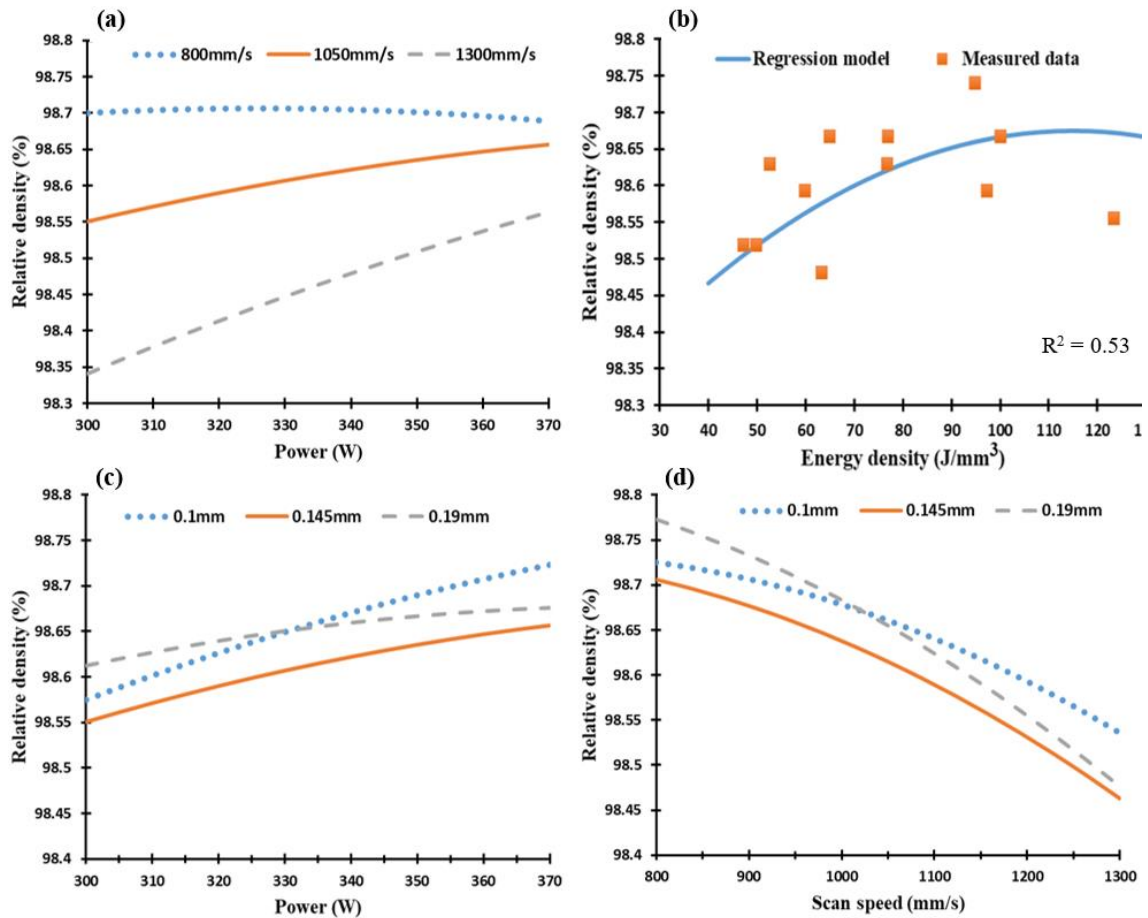 (a)
800mm/s 1050mm/s 1300mm/s
Relative density (%)
98.8
98.75
98.7
98.65
98.6
98.55
98.5
98.45
98.4
98.35
98.3
300 310 320 330 340 350 360 370
Power (W)
(b)
Regression model Measured data
Relative density (%)
98.8
98.75
98.7
98.65
98.6
98.55
98.5
98.45
98.4
98.35
98.3
R² = 0.53
30 40 50 60 70 80 90 100 110 120 1
Energy density (J/mm³)
(c)
0.1mm 0.145mm 0.19mm
Relative density (%)
98.8
98.75
98.7
98.65
98.6
98.55
98.5
98.45
98.4
300 310 320 330 340 350 360 370
Power (W)
(d)
0.1mm 0.145mm 0.19mm
Relative density (%)
98.8
98.75
98.7
98.65
98.6
98.55
98.5
98.45
98.4
800 900 1000 1100 1200 1300
Scan speed (mm/s)